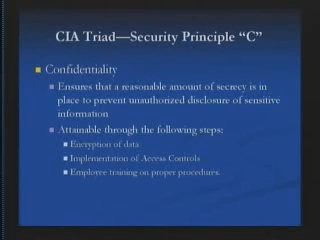 CIA Triad—Security Principle “C”
Confidentiality
Ensures that a reasonable amount of secrecy is in
place to prevent unauthorized disclosure of sensitive
information
Attainable through the following steps:
Encryption of data
Implementation of Access Controls
Employee training on proper procedures.